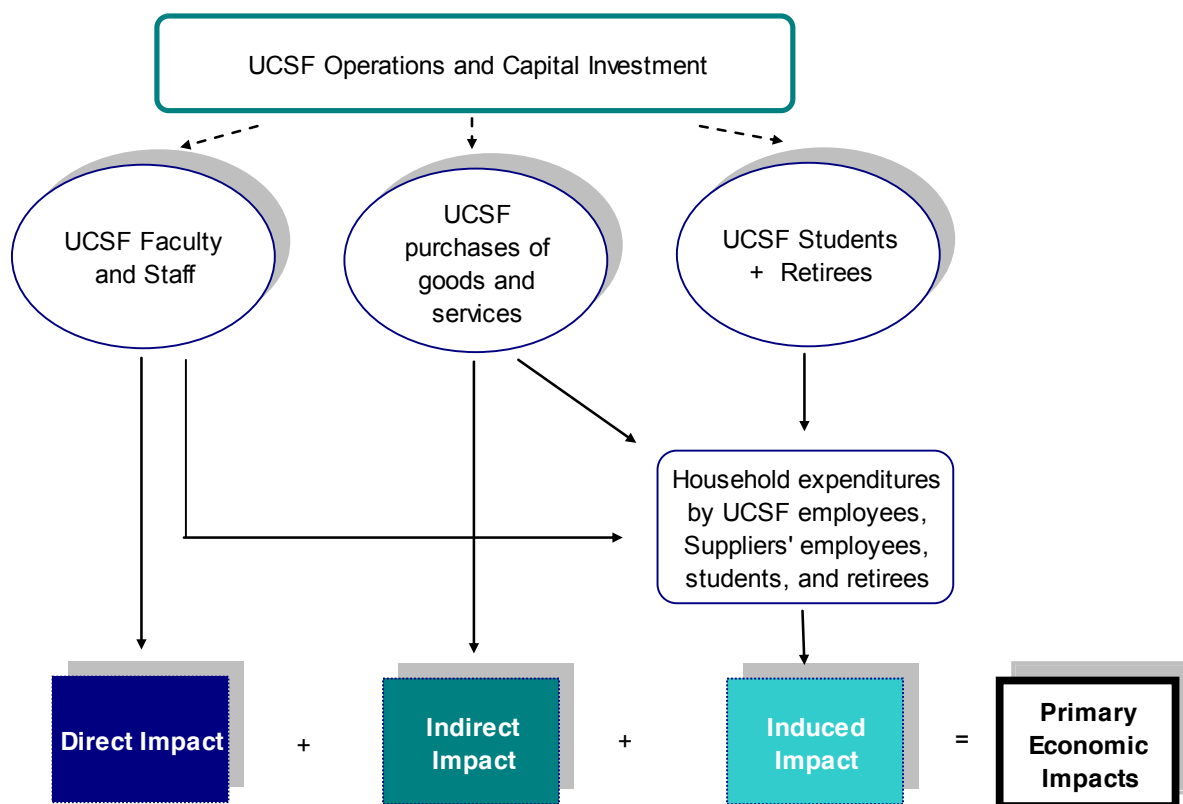 UCSF Operations and Capital Investment
UCSF Faculty
and Staff
UCSF
purchases of
goods and
services
UCSF Students
+ Retirees
Household expenditures
by UCSF employees,
Suppliers' employees,
students, and retirees
Direct Impact
+
Indirect
Impact
+
Induced
Impact
=
Primary
Economic
Impacts